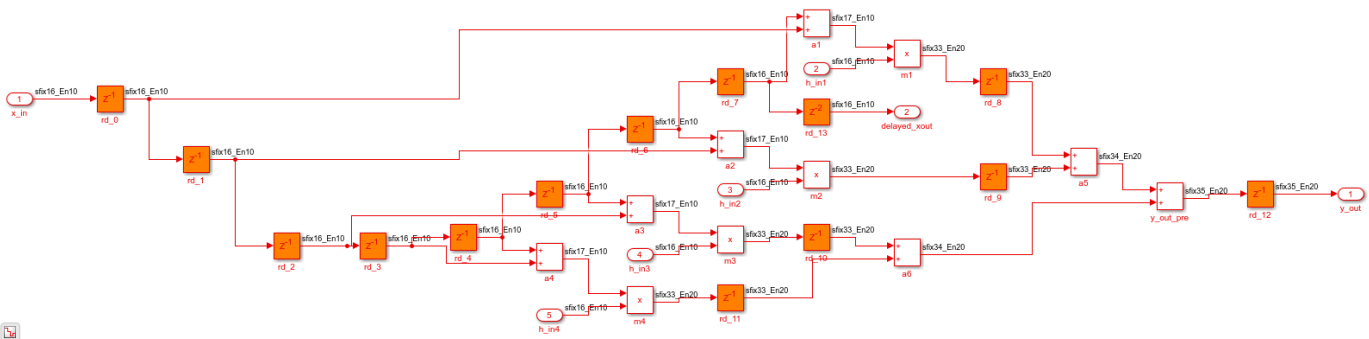 1
x_in
sfix16_En10
z-1
rd_0
sfix16_En10
z-1
rd_1
sfix16_En10
z-1
rd_2
sfix16_En10
z-1
rd_3
sfix16_En10
z-1
rd_4
sfix16_En10
z-1
rd_5
sfix16_En10
z-1
rd_6
sfix16_En10
z-1
rd_7
sfix16_En10
z-2
rd_13
sfix16_En10
2
delayed_xout
+
+
a1
sfix17_En10
2
h_in1
sfix16_En10
x
m1
sfix33_En20
z-1
rd_8
sfix33_En20
+
+
a2
sfix17_En10
3
h_in2
sfix16_En10
x
m2
sfix33_En20
z-1
rd_9
sfix33_En20
+
+
a3
sfix17_En10
4
h_in3
sfix16_En10
x
m3
sfix33_En20
z-1
rd_10
sfix33_En20
+
+
a4
sfix17_En10
5
h_in4
sfix16_En10
x
m4
sfix33_En20
z-1
rd_11
sfix33_En20
+
+
a5
sfix34_En20
+
+
a6
sfix34_En20
+
+
y_out_pre
sfix35_En20
z-1
rd_12
sfix35_En20
1
y_out